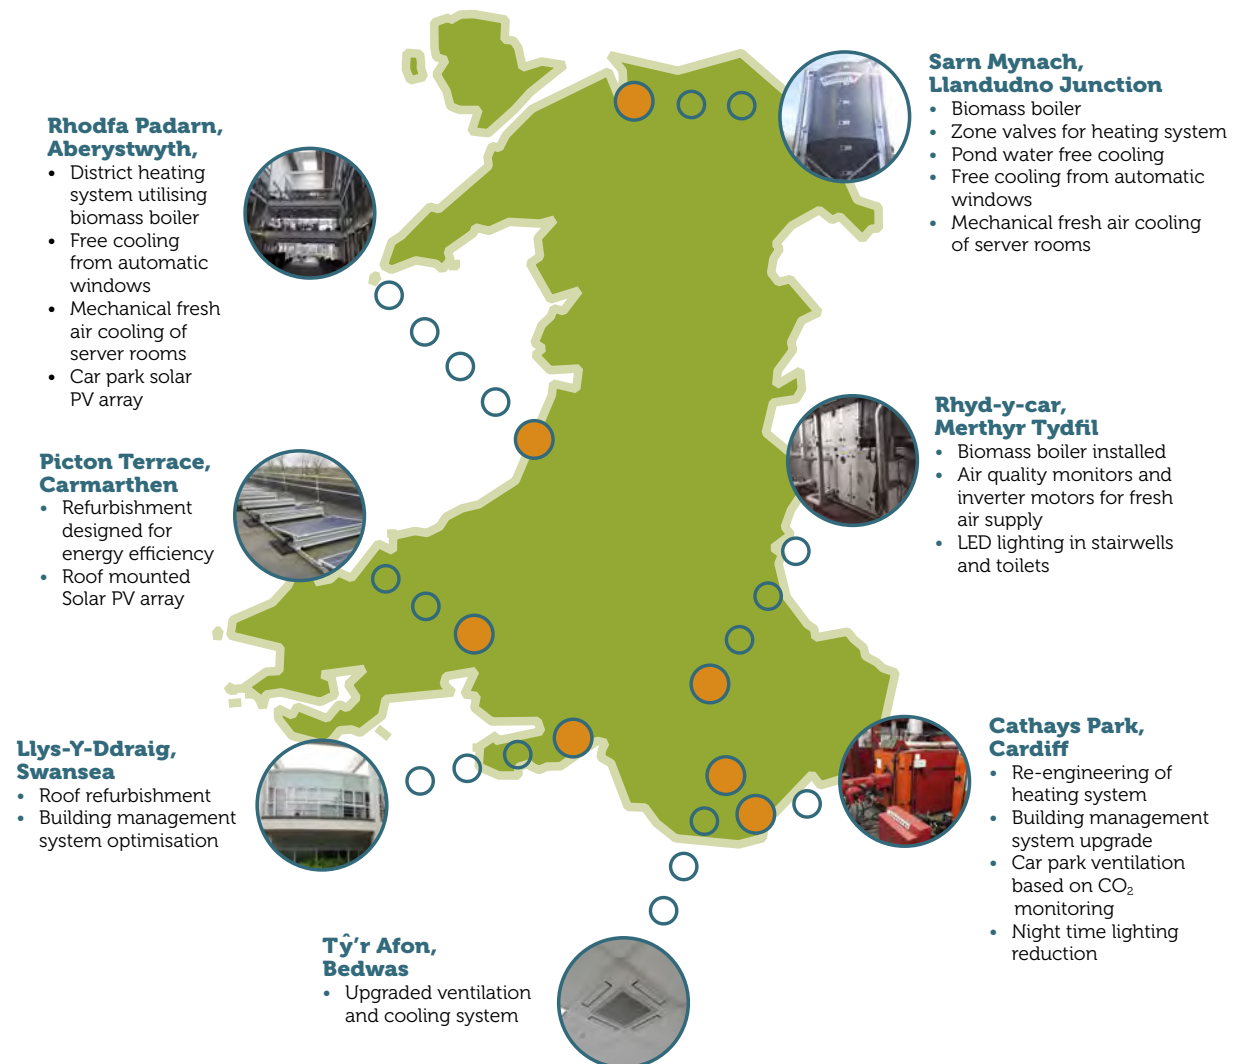 Sarn Mynach,
Llandudno Junction
• Biomass boiler
• Zone valves for heating system
• Pond water free cooling
• Free cooling from automatic
windows
• Mechanical fresh air cooling
of server rooms
Rhodfa Padarn,
Aberystwyth,
• District heating
system utilising
biomass boiler
• Free cooling
from automatic
windows
• Mechanical fresh
air cooling of
server rooms
• Car park solar
PV array
Rhyd-y-car,
Merthyr Tydfil
• Biomass boiler installed
• Air quality monitors and
inverter motors for fresh
air supply
• LED lighting in stairwells
and toilets
Picton Terrace,
Carmarthen
• Refurbishment
designed for
energy efficiency
• Roof mounted
Solar PV array
Cathays Park,
Cardiff
• Re-engineering of
heating system
• Building management
system upgrade
• Car park ventilation
based on CO₂
monitoring
• Night time lighting
reduction
Llys-Y-Ddraig,
Swansea
• Roof refurbishment
• Building management
system optimisation
Tŷ'r Afon,
Bedwas
• Upgraded ventilation
and cooling system